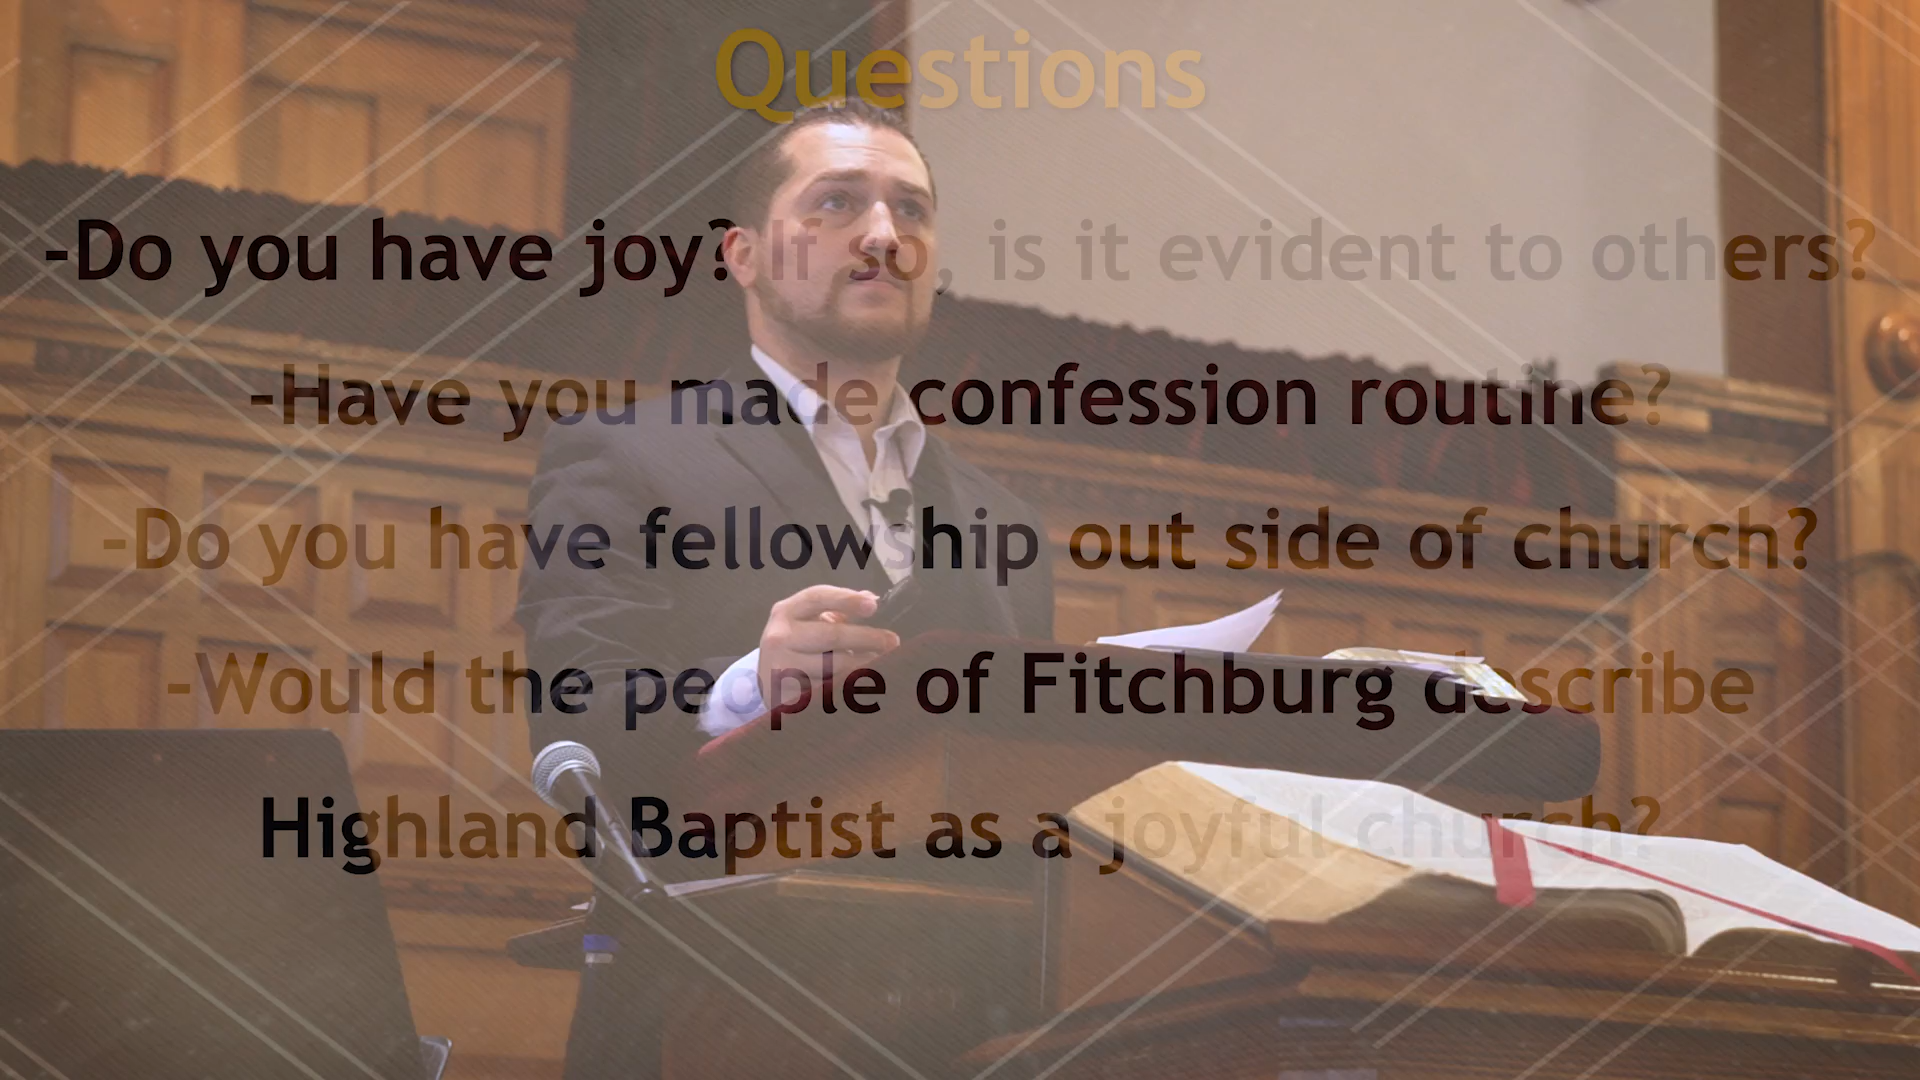 Questions
-Do you have joy? If so, is it evident to others?
-Have you made confession routine?
-Do you have fellowship out side of church?
-Would the people of Fitchburg describe
Highland Baptist as a joyful church?